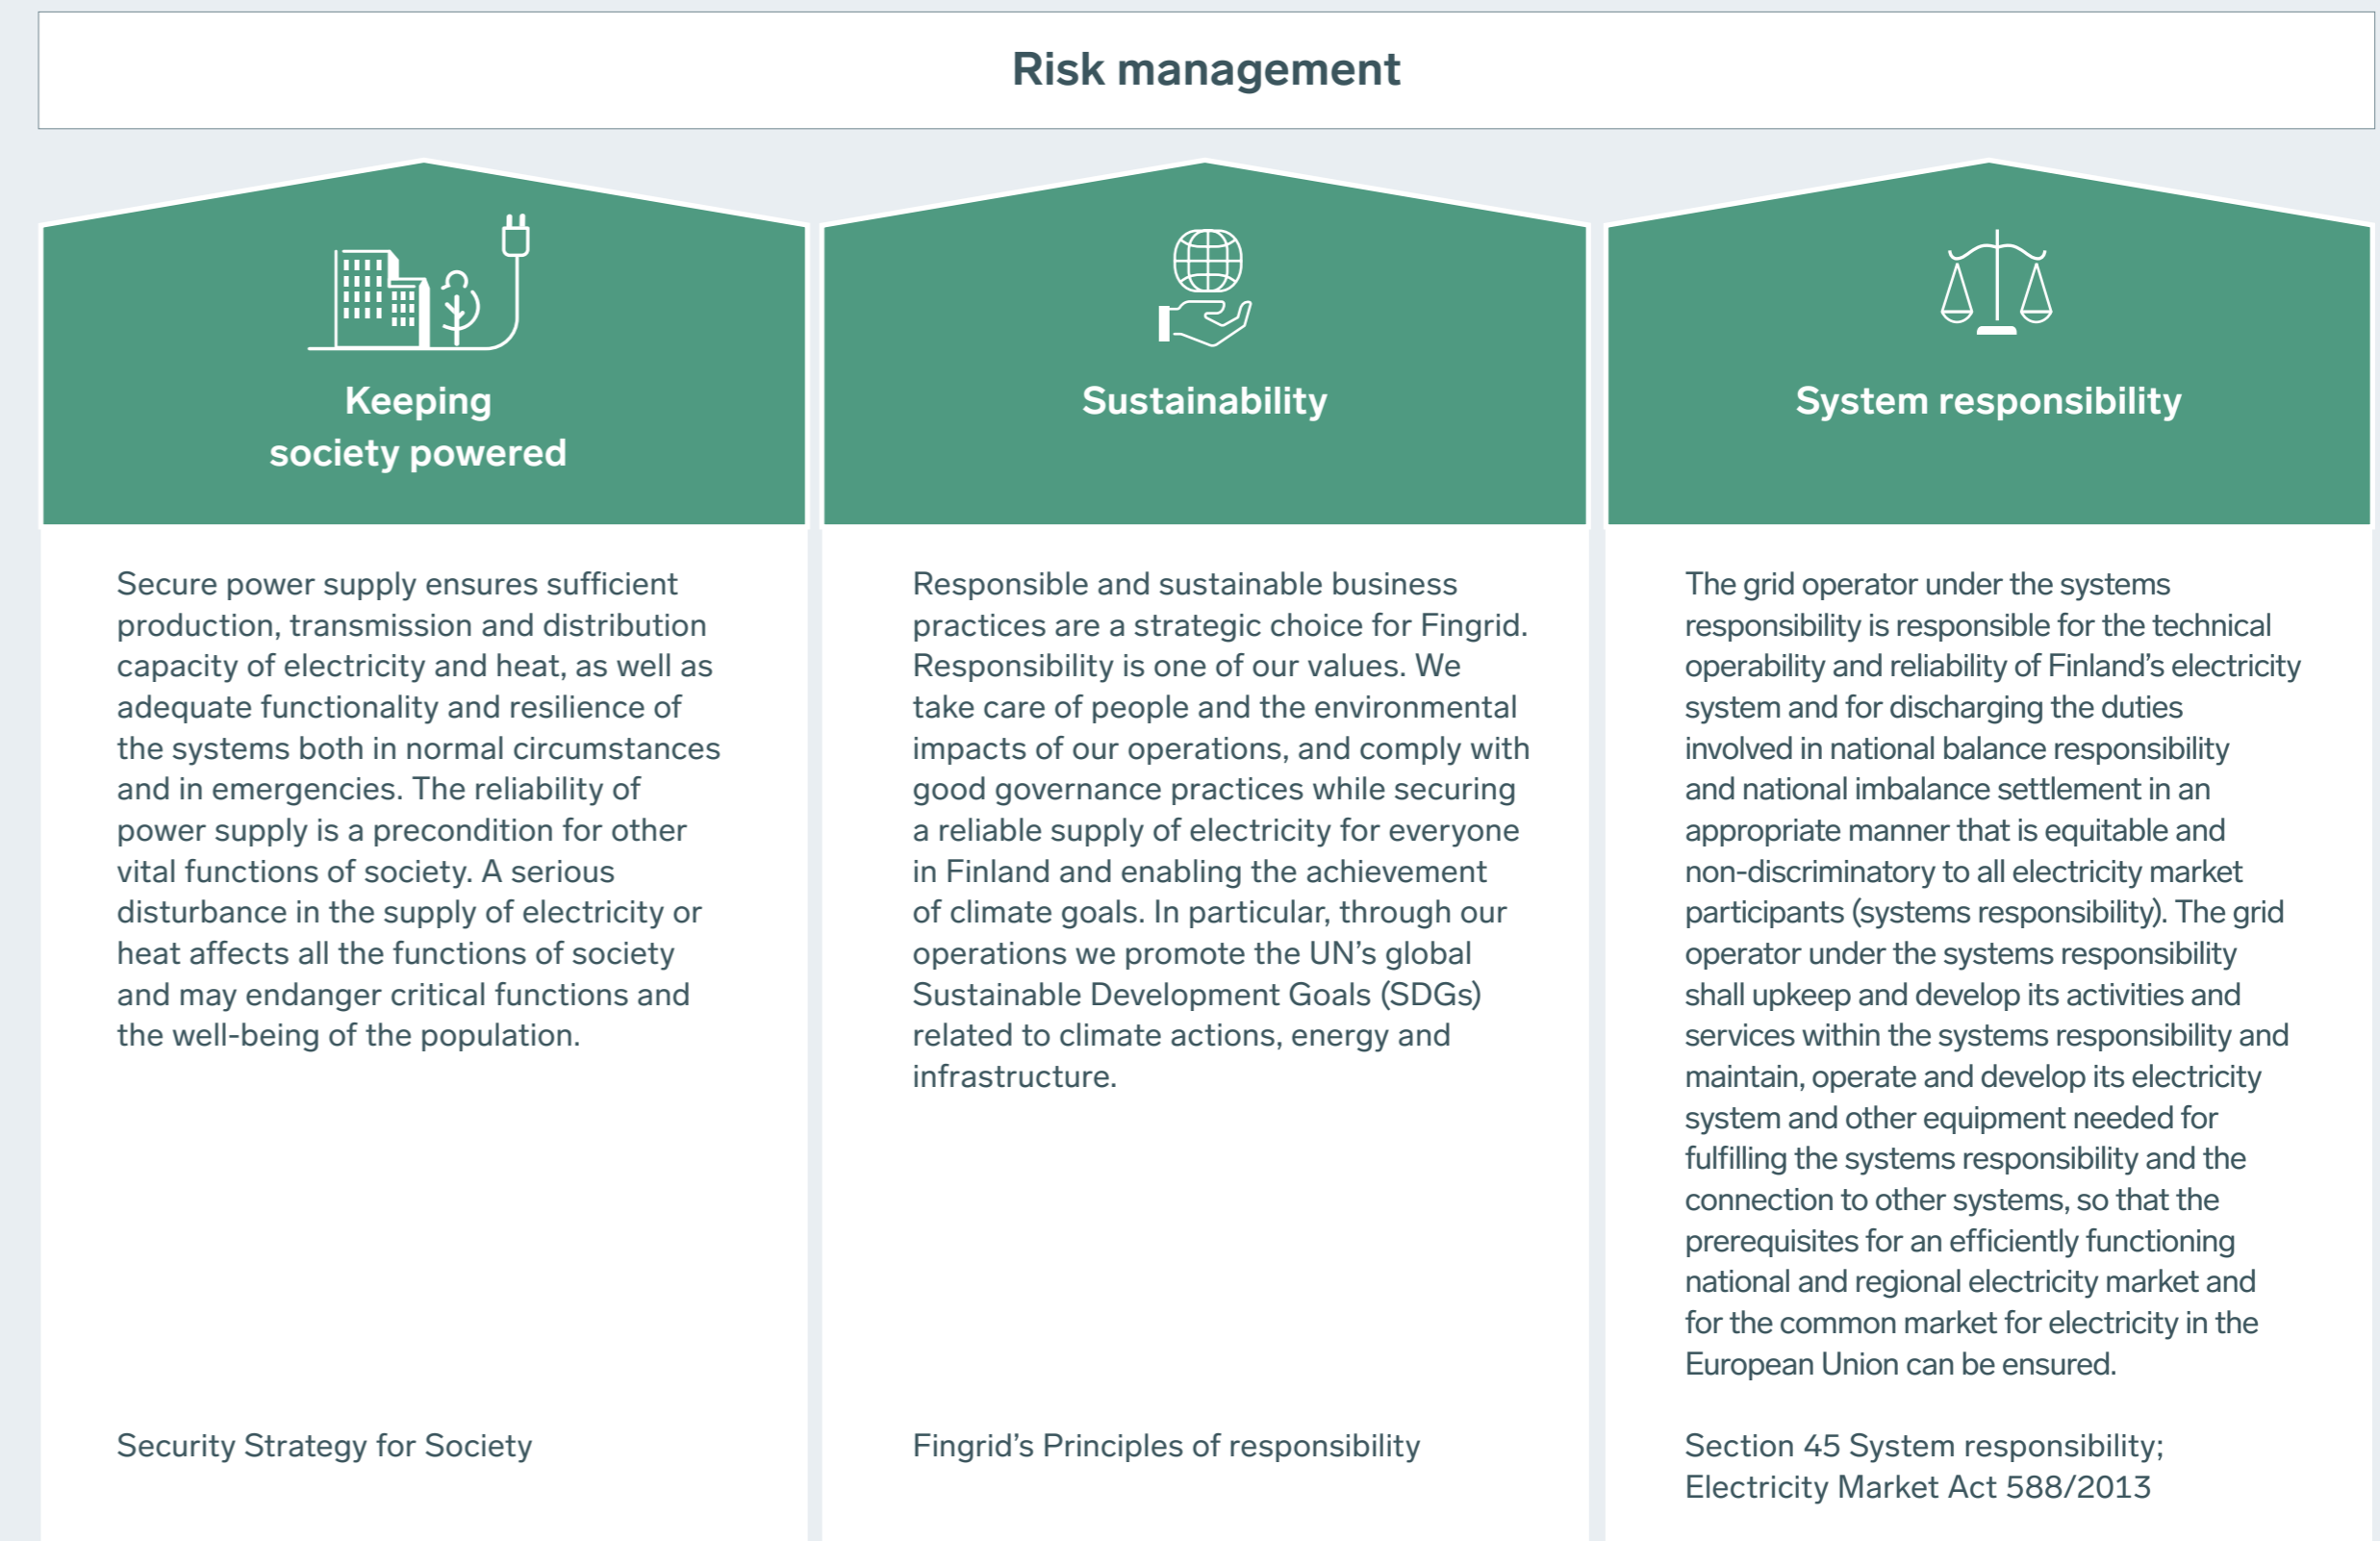 Risk management
Keeping
society powered
Secure power supply ensures sufficient
production, transmission and distribution
capacity of electricity and heat, as well as
adequate functionality and resilience of
the systems both in normal circumstances
and in emergencies. The reliability of
power supply is a precondition for other
vital functions of society. A serious
disturbance in the supply of electricity or
heat affects all the functions of society
and may endanger critical functions and
the well-being of the population.
Security Strategy for Society
Sustainability
Responsible and sustainable business
practices are a strategic choice for Fingrid.
Responsibility is one of our values. We
take care of people and the environmental
impacts of our operations, and comply with
good governance practices while securing
a reliable supply of electricity for everyone
in Finland and enabling the achievement
of climate goals. In particular, through our
operations we promote the UN’s global
Sustainable Development Goals (SDGs)
related to climate actions, energy and
infrastructure.
Fingrid’s Principles of responsibility
System responsibility
The grid operator under the systems
responsibility is responsible for the technical
operability and reliability of Finland’s electricity
system and for discharging the duties
involved in national balance responsibility
and national imbalance settlement in an
appropriate manner that is equitable and
non-discriminatory to all electricity market
participants (systems responsibility). The grid
operator under the systems responsibility
shall upkeep and develop its activities and
services within the systems responsibility and
maintain, operate and develop its electricity
system and other equipment needed for
fulfilling the systems responsibility and the
connection to other systems, so that the
prerequisites for an efficiently functioning
national and regional electricity market and
for the common market for electricity in the
European Union can be ensured.
Section 45 System responsibility;
Electricity Market Act 588/2013